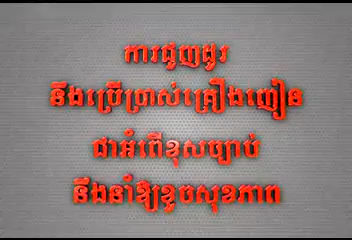 ការជួញដូរ
នឹងប្រើប្រាស់គ្រឿងញៀន
ជាអំពើខុសច្បាប់
នឹងនាំឱ្យខូចសុខភាព